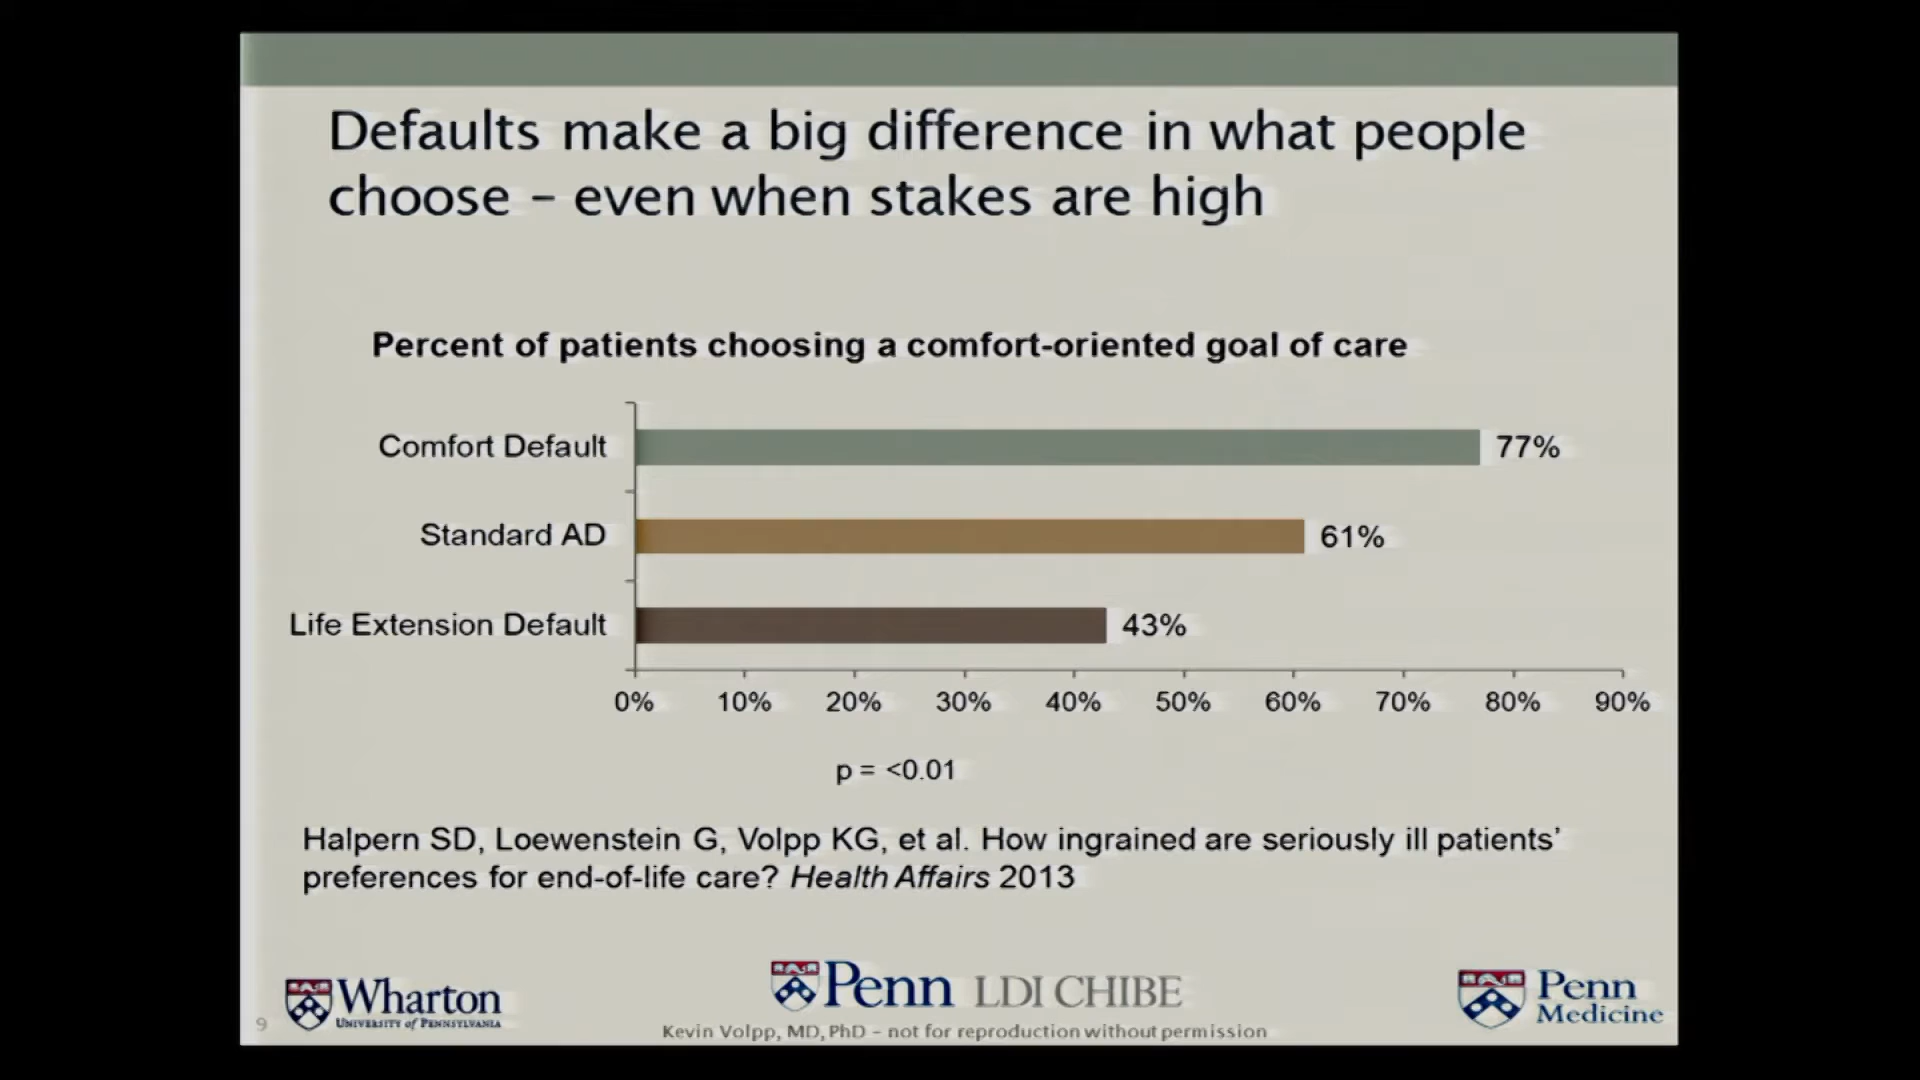 Defaults make a big difference in what people
choose – even when stakes are high
Percent of patients choosing a comfort-oriented goal of care
Comfort Default 77%
Standard AD 61%
Life Extension Default 43%
0% 10% 20% 30% 40% 50% 60% 70% 80% 90%
p = <0.01
Halpern SD, Loewenstein G, Volpp KG, et al. How ingrained are seriously ill patients’
preferences for end-of-life care? Health Affairs 2013
9
Wharton
University of Pennsylvania
Penn LDI CHIBE
Kevin Volpp, MD, PhD – not for reproduction without permission
Penn
Medicine